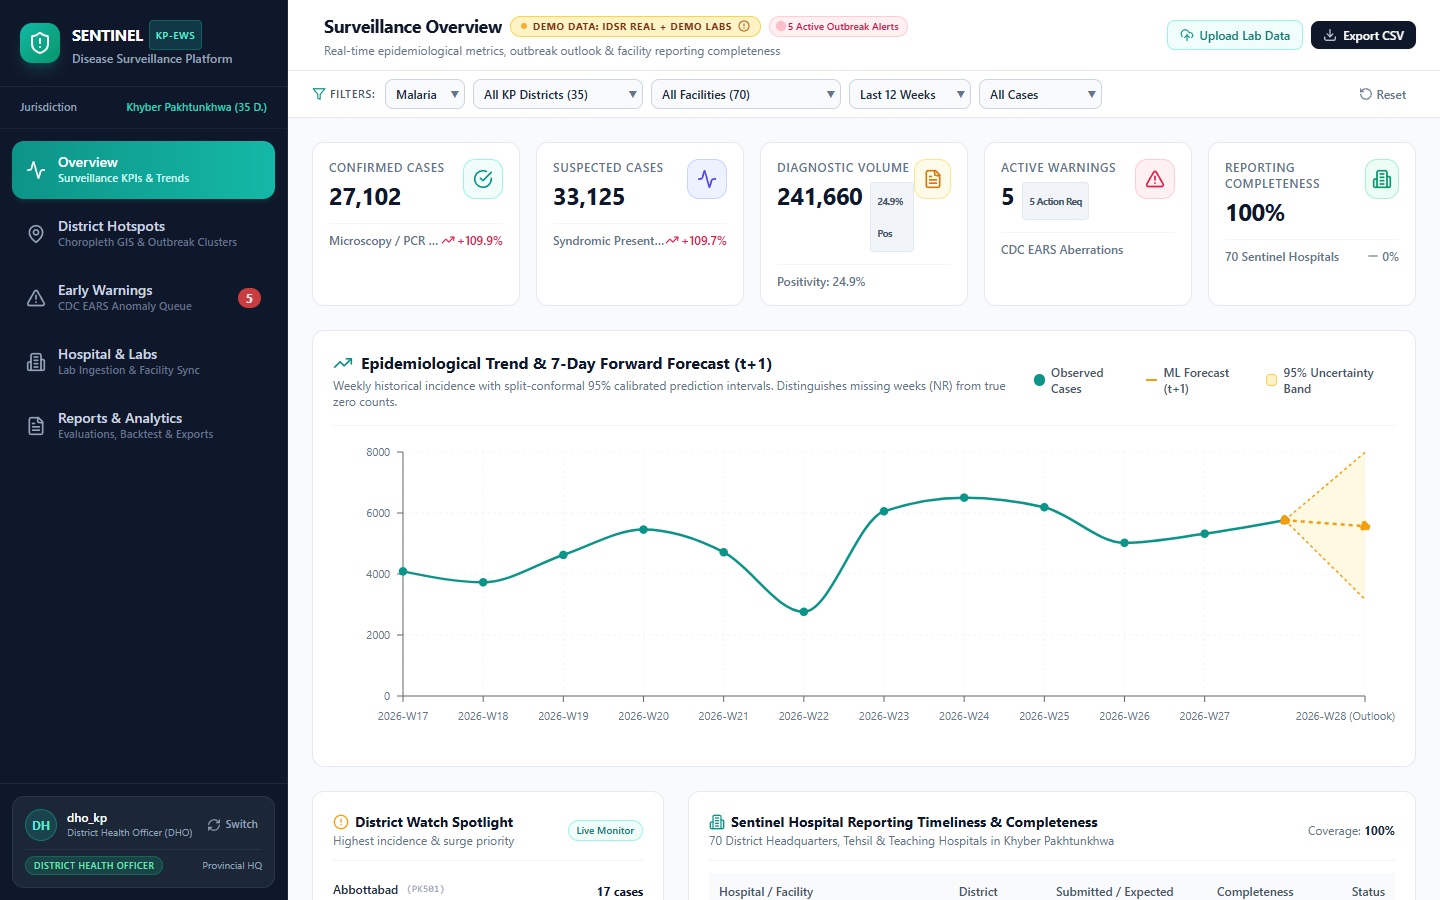 SENTINEL KP-EWS
Disease Surveillance Platform
Jurisdiction Khyber Pakhtunkhwa (35 D.)
Overview
Surveillance KPIs & Trends
District Hotspots
Choropleth GIS & Outbreak Clusters
Early Warnings
CDC EARS Anomaly Queue
5
Hospital & Labs
Lab Ingestion & Facility Sync
Reports & Analytics
Evaluations, Backtest & Exports
DH
dho_kp
District Health Officer (DHO)
Switch
DISTRICT HEALTH OFFICER Provincial HQ
Surveillance Overview DEMO DATA: IDSR REAL + DEMO LABS 5 Active Outbreak Alerts
Real-time epidemiological metrics, outbreak outlook & facility reporting completeness
Upload Lab Data Export CSV
FILTERS: Malaria All KP Districts (35) All Facilities (70) Last 12 Weeks All Cases Reset
CONFIRMED CASES
27,102
Microscopy / PCR ... +109.9%
SUSPECTED CASES
33,125
Syndromic Present... +109.7%
DIAGNOSTIC VOLUME
241,660 24.9%
Pos
Positivity: 24.9%
ACTIVE WARNINGS
5 5 Action Req
CDC EARS Aberrations
REPORTING
COMPLETENESS
100%
70 Sentinel Hospitals — 0%
Epidemiological Trend & 7-Day Forward Forecast (t+1)
Weekly historical incidence with split-conformal 95% calibrated prediction intervals. Distinguishes missing weeks (NR) from true
zero counts.
Observed
Cases
ML Forecast
(t+1)
95% Uncertainty
Band
8000
6000
4000
2000
0
2026-W17 2026-W18 2026-W19 2026-W20 2026-W21 2026-W22 2026-W23 2026-W24 2026-W25 2026-W26 2026-W27 2026-W28 (Outlook)
District Watch Spotlight
Highest incidence & surge priority
Live Monitor
Abbottabad (PK501) 17 cases
Sentinel Hospital Reporting Timeliness & Completeness
70 District Headquarters, Tehsil & Teaching Hospitals in Khyber Pakhtunkhwa
Coverage: 100%
Hospital / Facility District Submitted / Expected Completeness Status